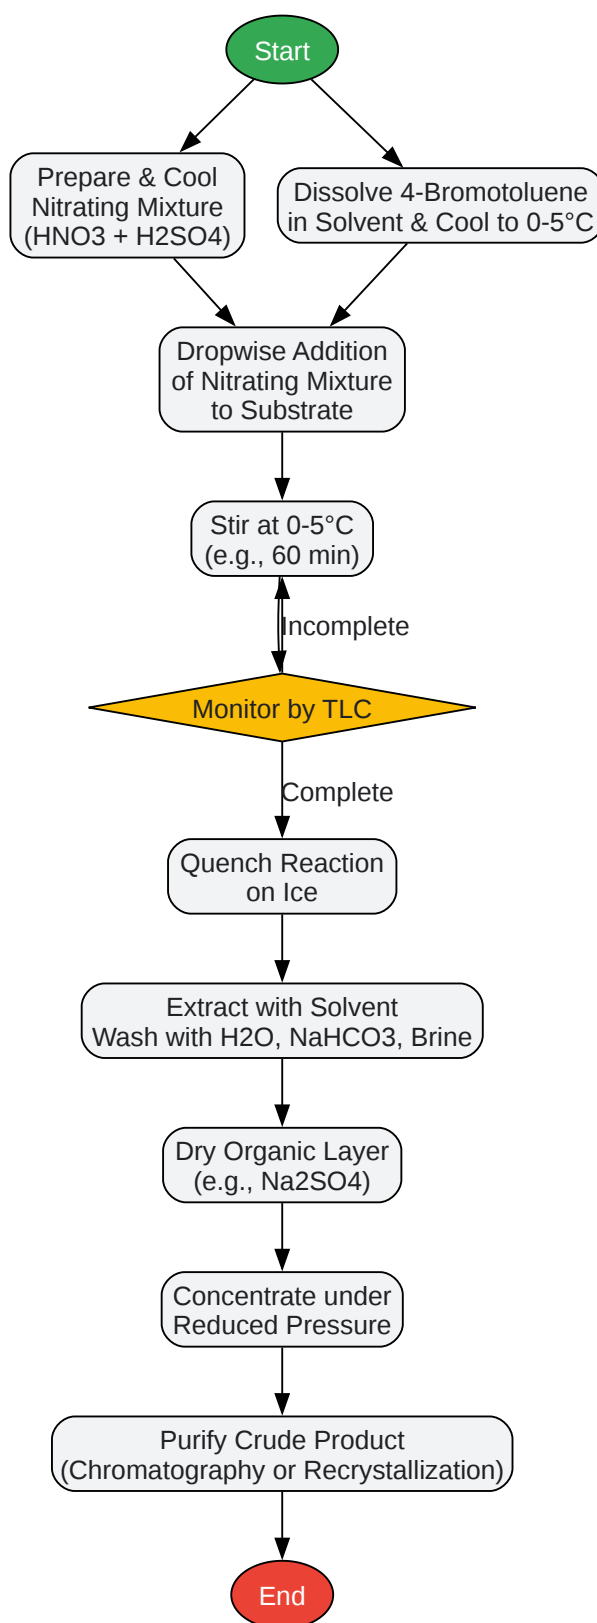 Start
Prepare & Cool
Nitrating Mixture
(HNO3 + H2SO4)
Dissolve 4-Bromotoluene
in Solvent & Cool to 0-5°C
Dropwise Addition
of Nitrating Mixture
to Substrate
Stir at 0-5°C
(e.g., 60 min)
Incomplete
Monitor by TLC
Complete
Quench Reaction
on Ice
Extract with Solvent
Wash with H2O, NaHCO3, Brine
Dry Organic Layer
(e.g., Na2SO4)
Concentrate under
Reduced Pressure
Purify Crude Product
(Chromatography or Recrystallization)
End